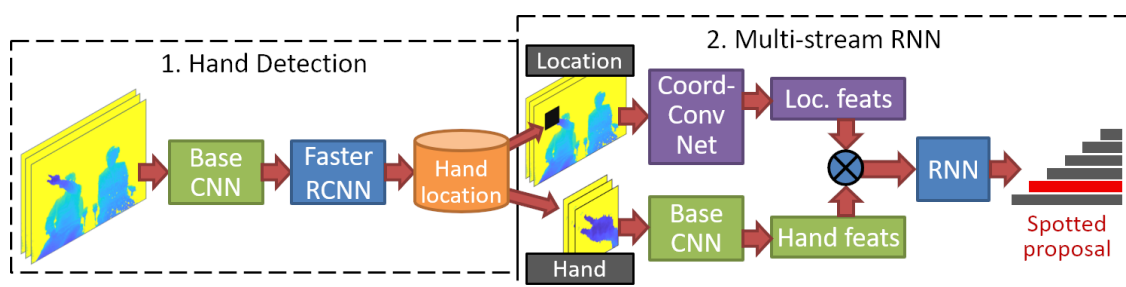 1. Hand Detection
Base
CNN
Faster
RCNN
Hand
location
2. Multi-stream RNN
Location
Coord-
Conv
Net
Loc. feats
Hand
Base
CNN
Hand feats
RNN
Spotted
proposal